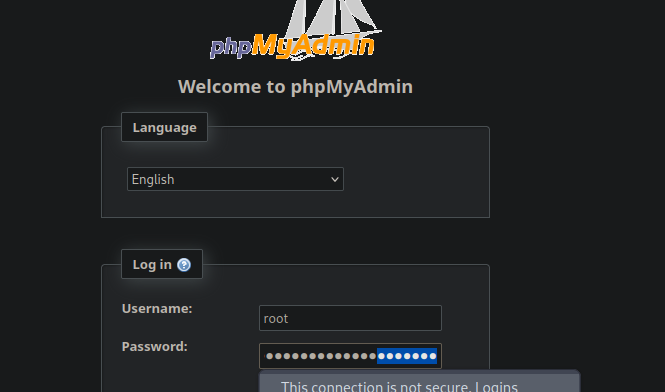 phpMyAdmin
Welcome to phpMyAdmin
Language
English
Log in
Username:
root
Password:
This connection is not secure. Logins